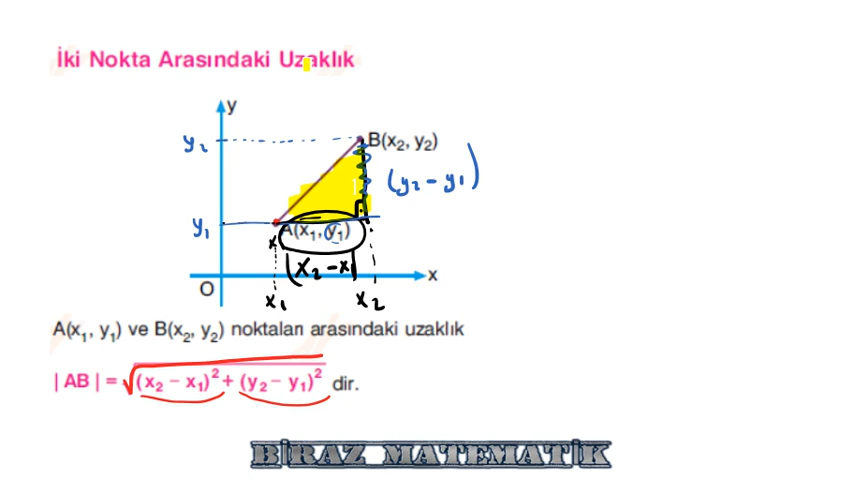 İki Nokta Arasındaki Uzaklık
y
y₂
B(x₂, y₂)
(y₂ – y₁)
y₁
A(x₁, y₁)
x
(x₂ – x₁)
x
O
x₁
x₂
A(x₁, y₁) ve B(x₂, y₂) noktaları arasındaki uzaklık
| AB | = √(x₂ – x₁)² + (y₂ – y₁)² dir.
BİRAZ MATEMATİK